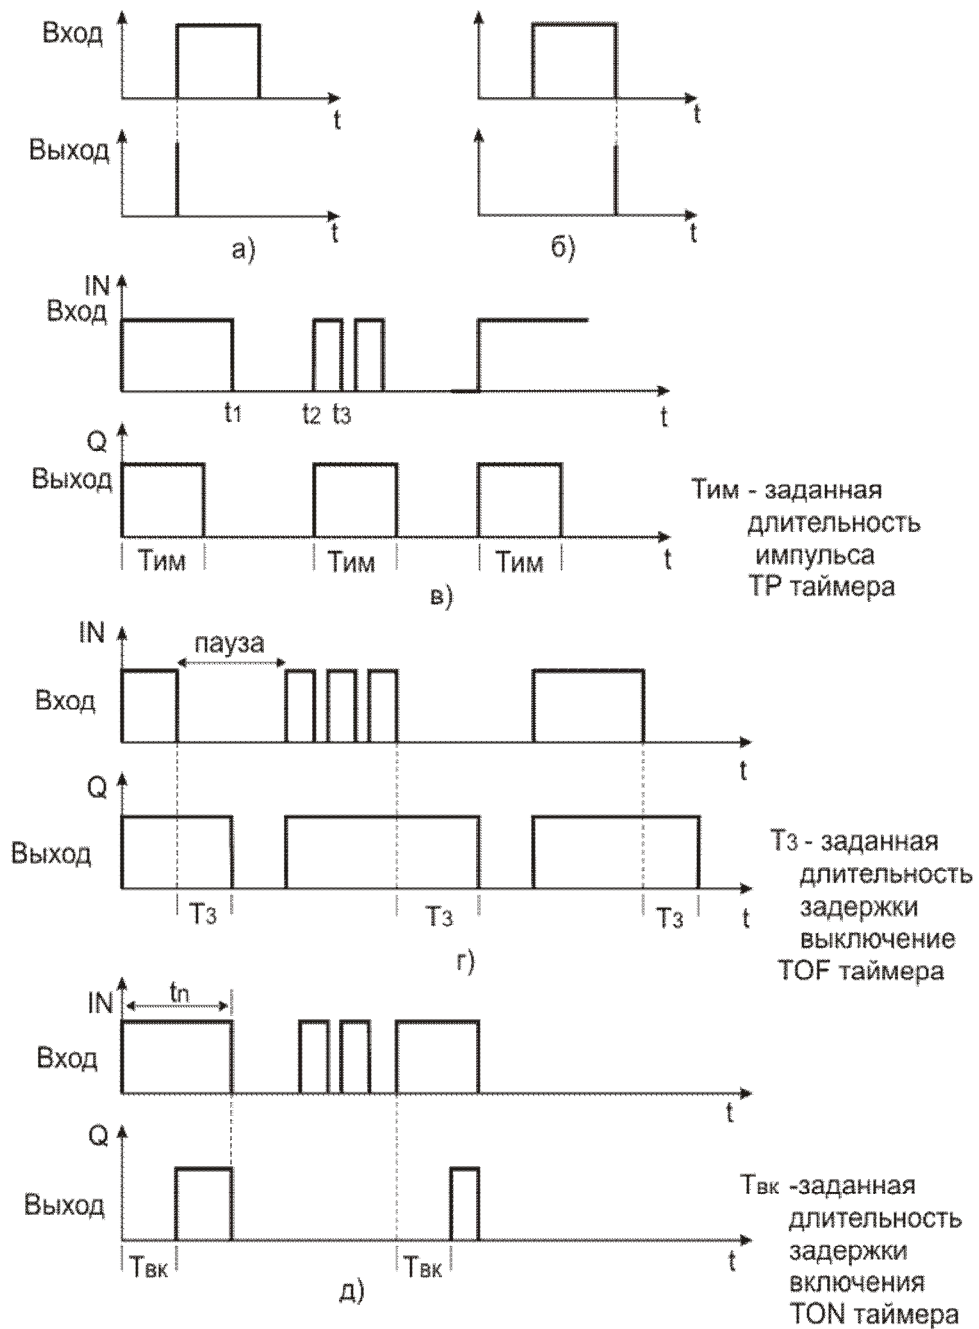 Вход
t
Выход
t
а)
Вход
t
t
б)
IN
Вход
t1
t2
t3
t
Q
Выход
Тим
Тим
Тим
t
в)
Тим - заданная
длительность
импульса
ТР таймера
IN
пауза
Вход
t
Q
Выход
Тз
Тз
Тз
t
г)
Тз - заданная
длительность
задержки
выключение
TOF таймера
IN
tn
Вход
t
Q
Выход
Твк
Твк
t
д)
Твк -заданная
длительность
задержки
включения
TON таймера